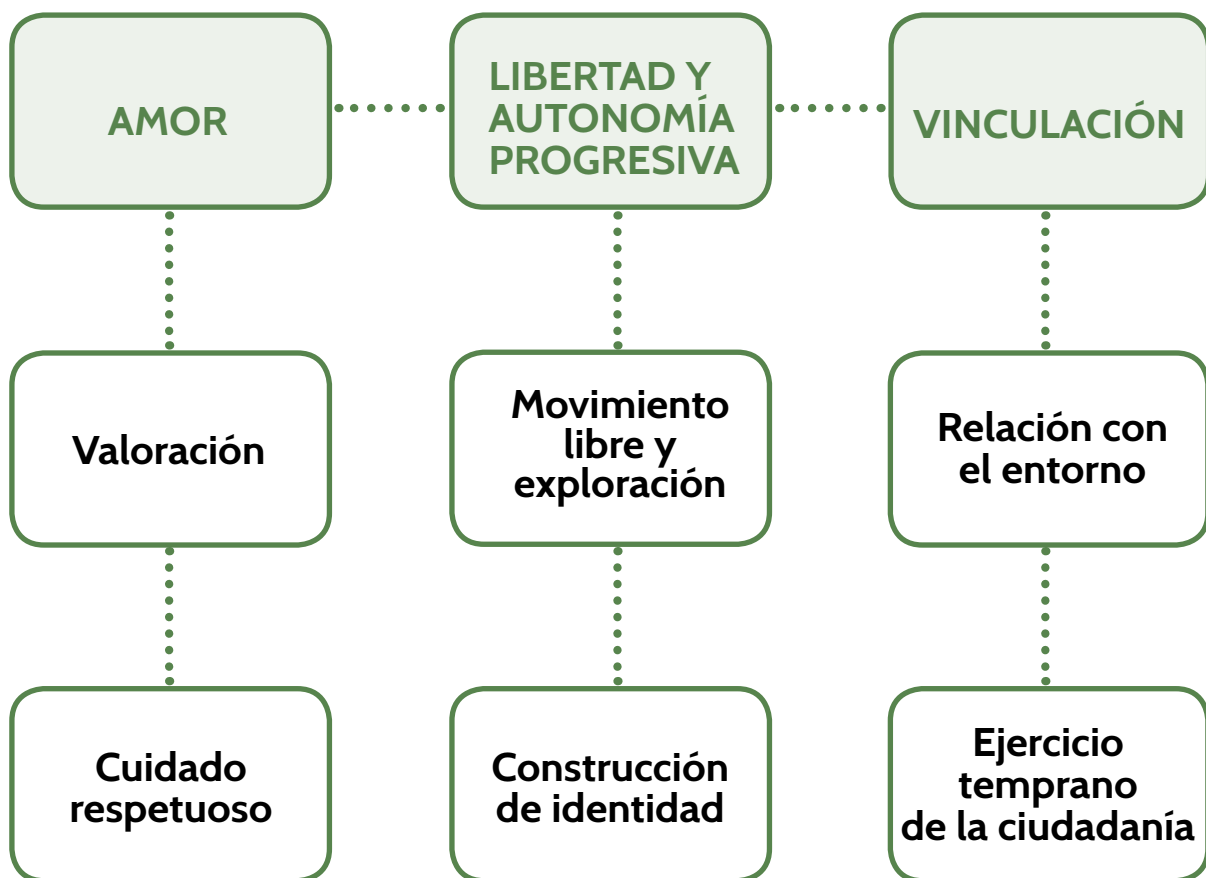 AMOR
LIBERTAD Y
AUTONOMÍA
PROGRESIVA
VINCULACIÓN
Valoración
Movimiento
libre y
exploración
Relación con
el entorno
Cuidado
respetuoso
Construcción
de identidad
Ejercicio
temprano
de la ciudadanía